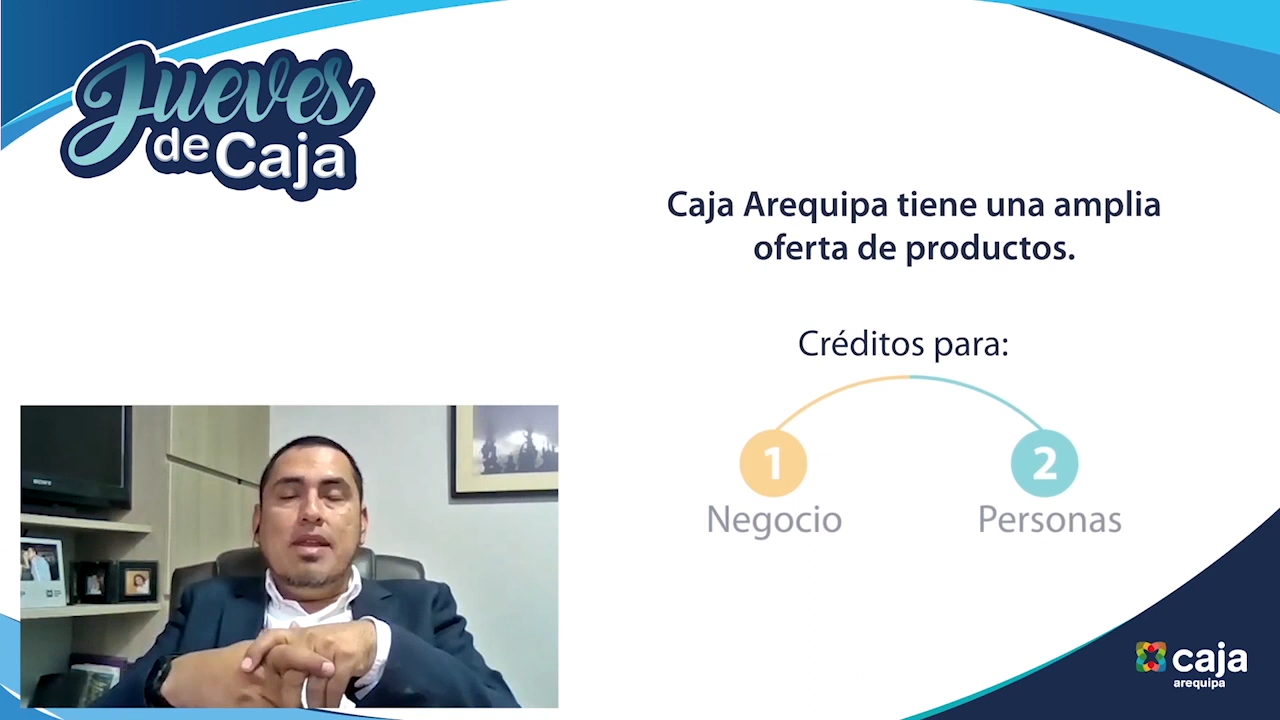 Jueves
de Caja
Caja Arequipa tiene una amplia
oferta de productos.
Créditos para:
1
2
Negocio
Personas
SONY
caja
arequipa